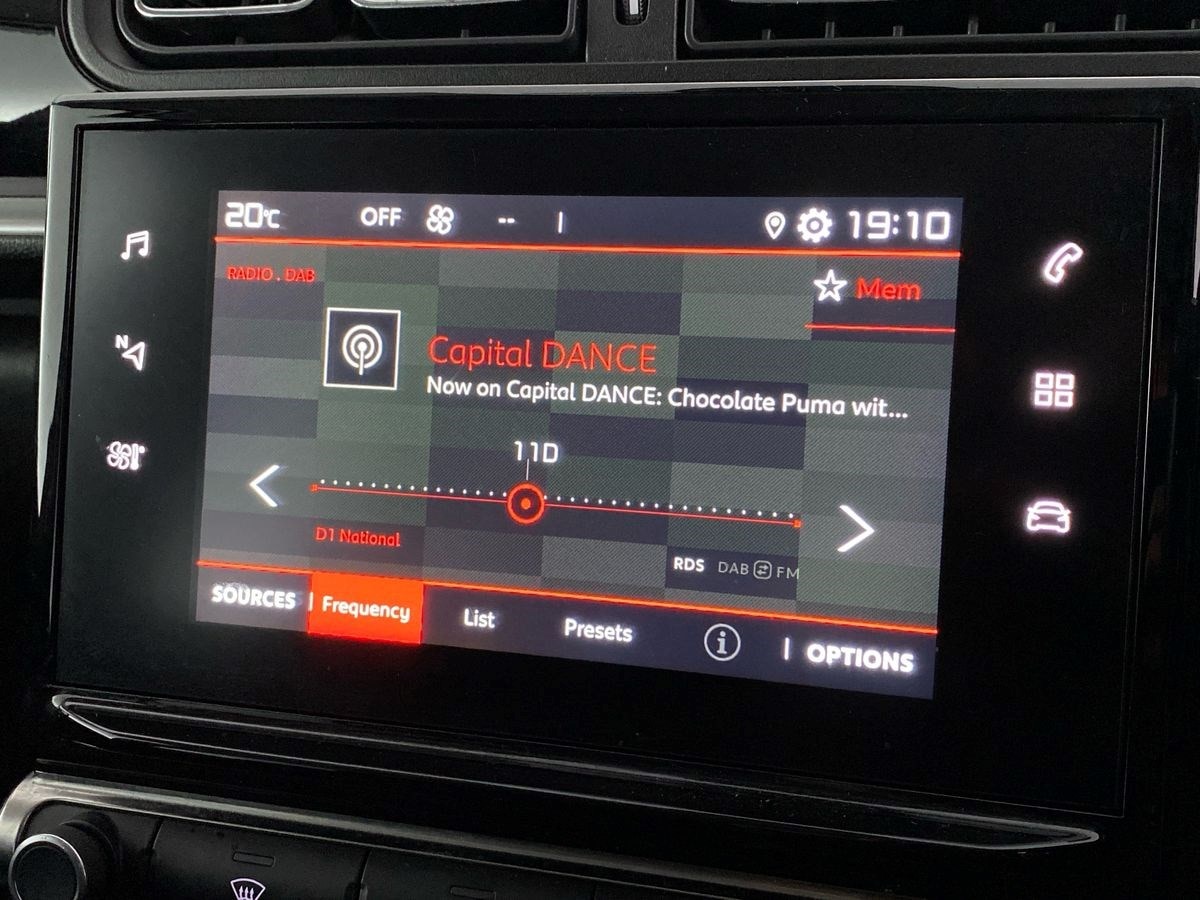 20°C OFF -- | 19:10
RADIO . DAB
Mem
N
Capital DANCE
Now on Capital DANCE: Chocolate Puma wit...
11D
D1 National
RDS DAB FM
SOURCES | Frequency List Presets i | OPTIONS